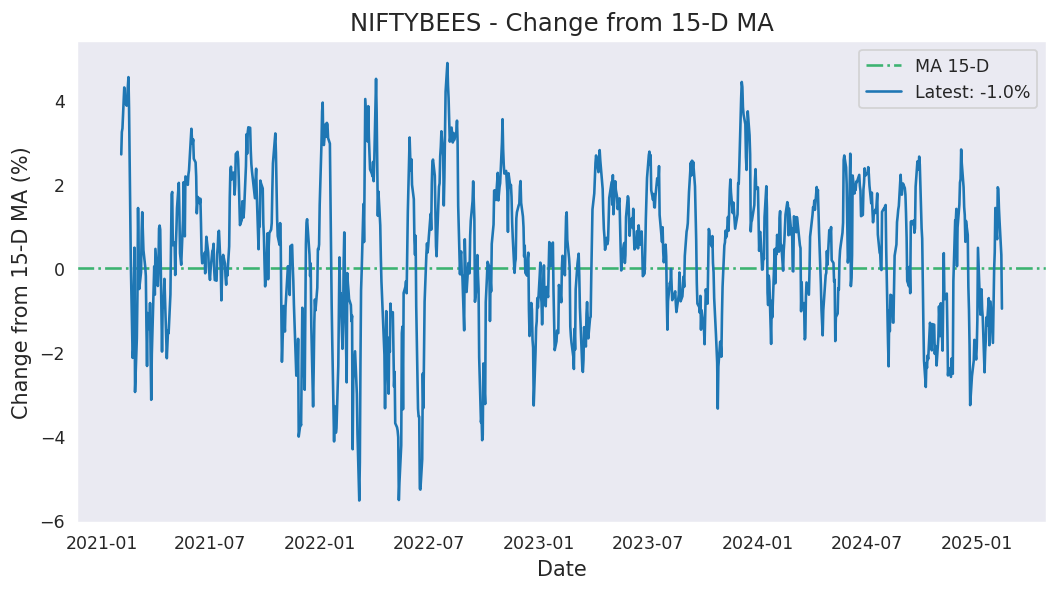 NIFTYBEES - Change from 15-D MA
MA 15-D
Latest: -1.0%
Change from 15-D MA (%)
4
2
0
−2
−4
−6
2021-01 2021-07 2022-01 2022-07 2023-01 2023-07 2024-01 2024-07 2025-01
Date